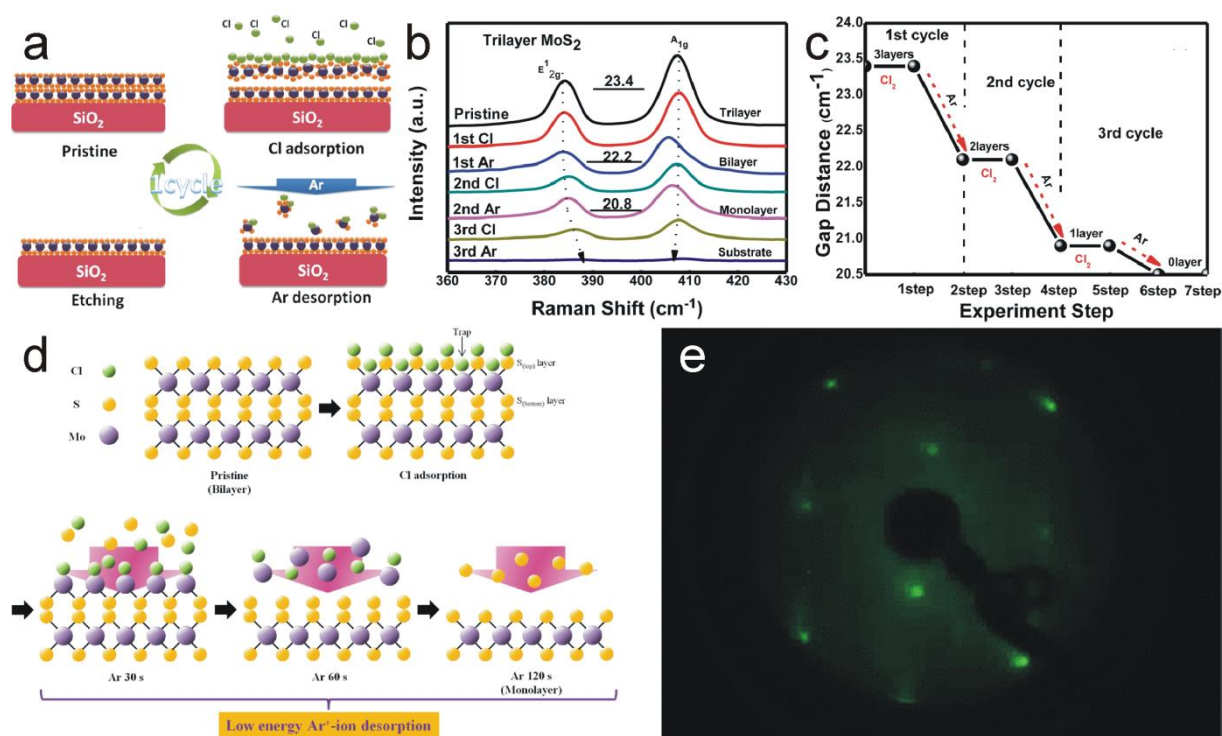 a
Cl
Cl
Cl
Cl
Cl
SiO2
Pristine
SiO2
Cl adsorption
1cycle
Ar
SiO2
Etching
SiO2
Ar desorption
b
Trilayer MoS2
E12g
A1g
23.4
Pristine
Trilayer
1st Cl
1st Ar
22.2
Bilayer
2nd Cl
2nd Ar
20.8
Monolayer
3rd Cl
3rd Ar
Substrate
Intensity (a.u.)
360 370 380 390 400 410 420 430
Raman Shift (cm-1)
c
24.0
23.5
23.0
22.5
22.0
21.5
21.0
20.5
Gap Distance (cm-1)
1st cycle
3layers
Cl2
Ar
2nd cycle
2layers
Cl2
Ar
3rd cycle
1layer
Cl2
Ar
0layer
1step 2step 3step 4step 5step 6step 7step
Experiment Step
d
Cl
S
Mo
Pristine
(Bilayer)
Trap
S(top) layer
S(bottom) layer
Cl adsorption
Ar 30 s
Ar 60 s
Ar 120 s
(Monolayer)
Low energy Ar+-ion desorption
e